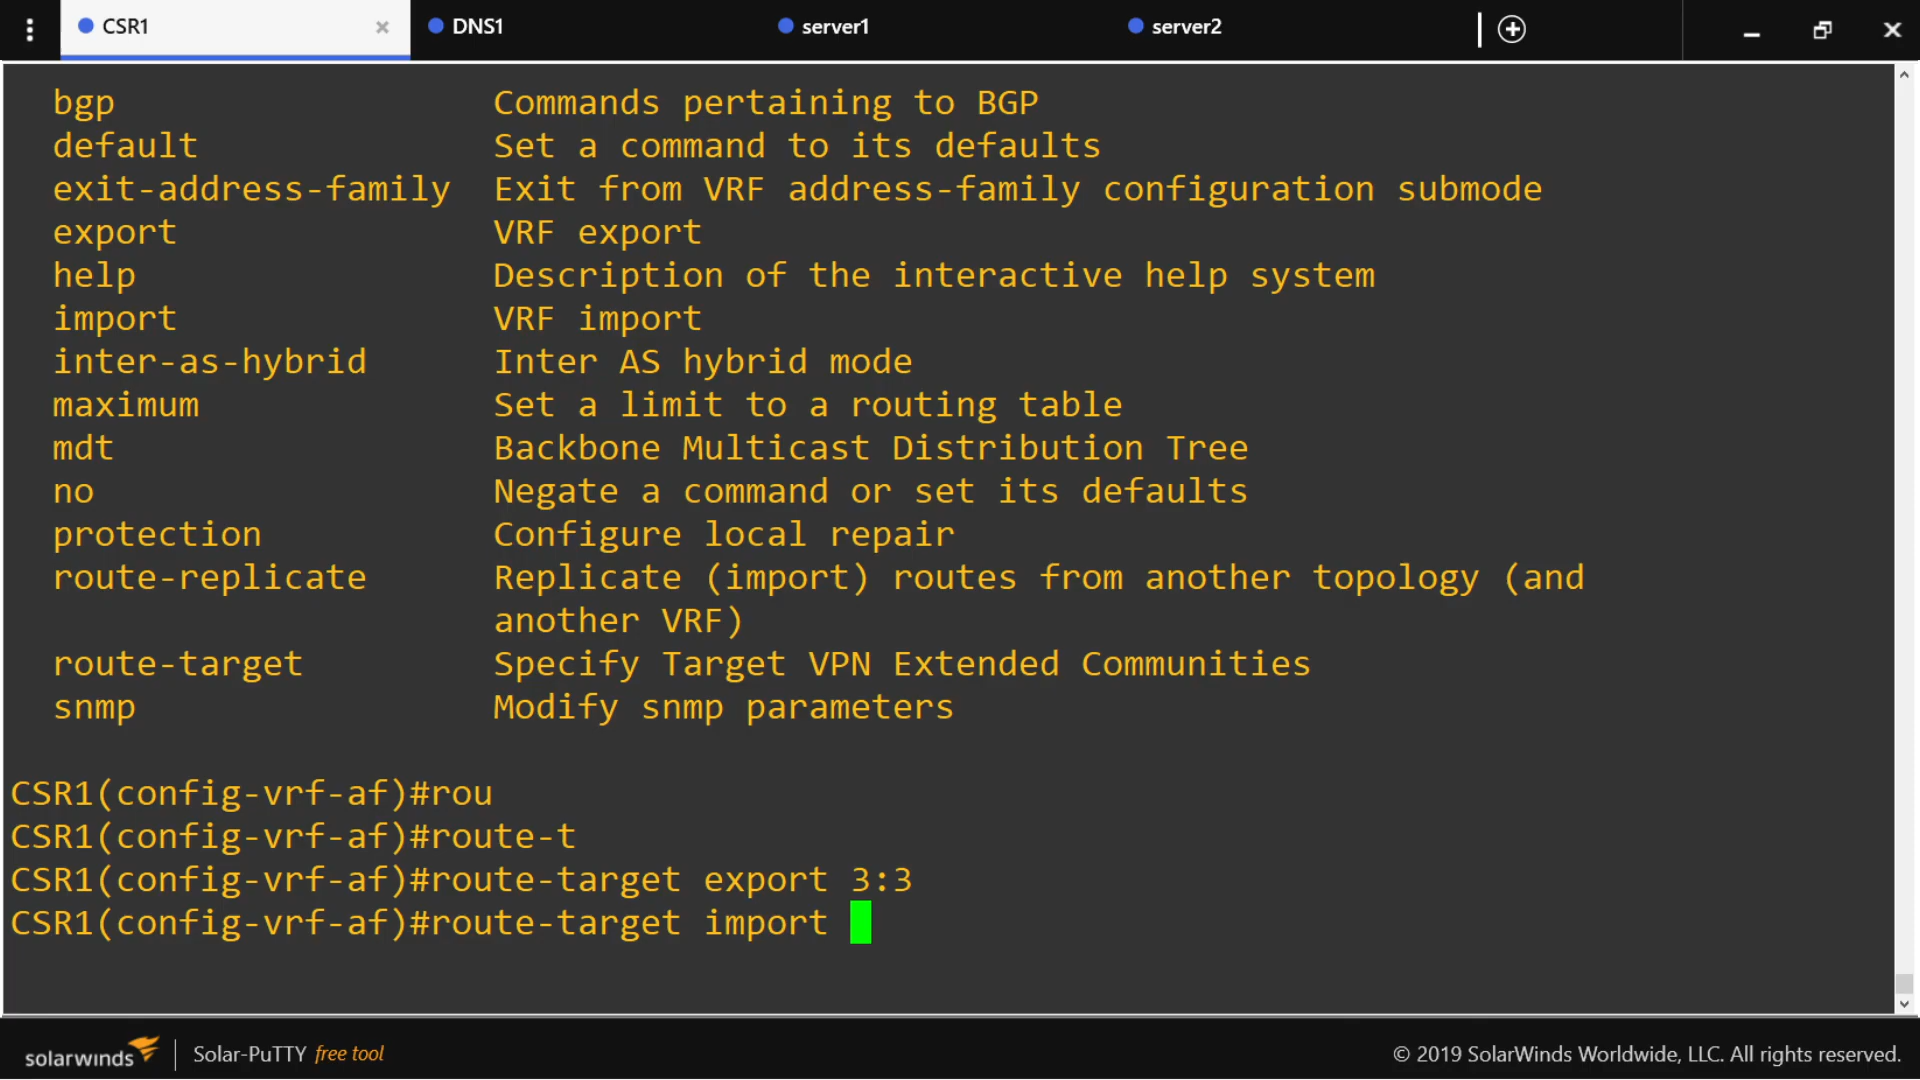 CSR1 × DNS1 server1 server2
bgp Commands pertaining to BGP
default Set a command to its defaults
exit-address-family Exit from VRF address-family configuration submode
export VRF export
help Description of the interactive help system
import VRF import
inter-as-hybrid Inter AS hybrid mode
maximum Set a limit to a routing table
mdt Backbone Multicast Distribution Tree
no Negate a command or set its defaults
protection Configure local repair
route-replicate Replicate (import) routes from another topology (and
another VRF)
route-target Specify Target VPN Extended Communities
snmp Modify snmp parameters
CSR1(config-vrf-af)#rou
CSR1(config-vrf-af)#route-t
CSR1(config-vrf-af)#route-target export 3:3
CSR1(config-vrf-af)#route-target import
solarwinds Solar-PuTTY free tool © 2019 SolarWinds Worldwide, LLC. All rights reserved.